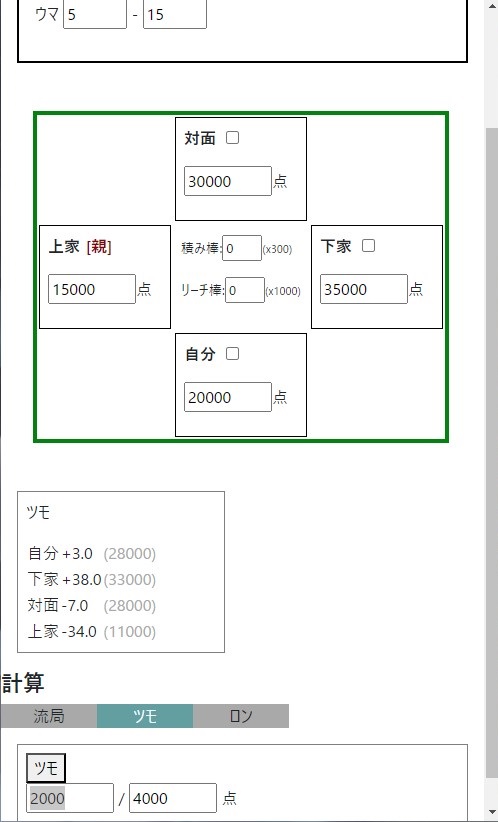 ウマ 5 - 15
対面
30000 点
上家 [親]
15000 点
積み棒: 0 (x300)
リーチ棒: 0 (x1000)
下家
35000 点
自分
20000 点
ツモ
自分 +3.0 (28000)
下家 +38.0 (33000)
対面 -7.0 (28000)
上家 -34.0 (11000)
計算
流局 ツモ ロン
ツモ
2000 / 4000 点